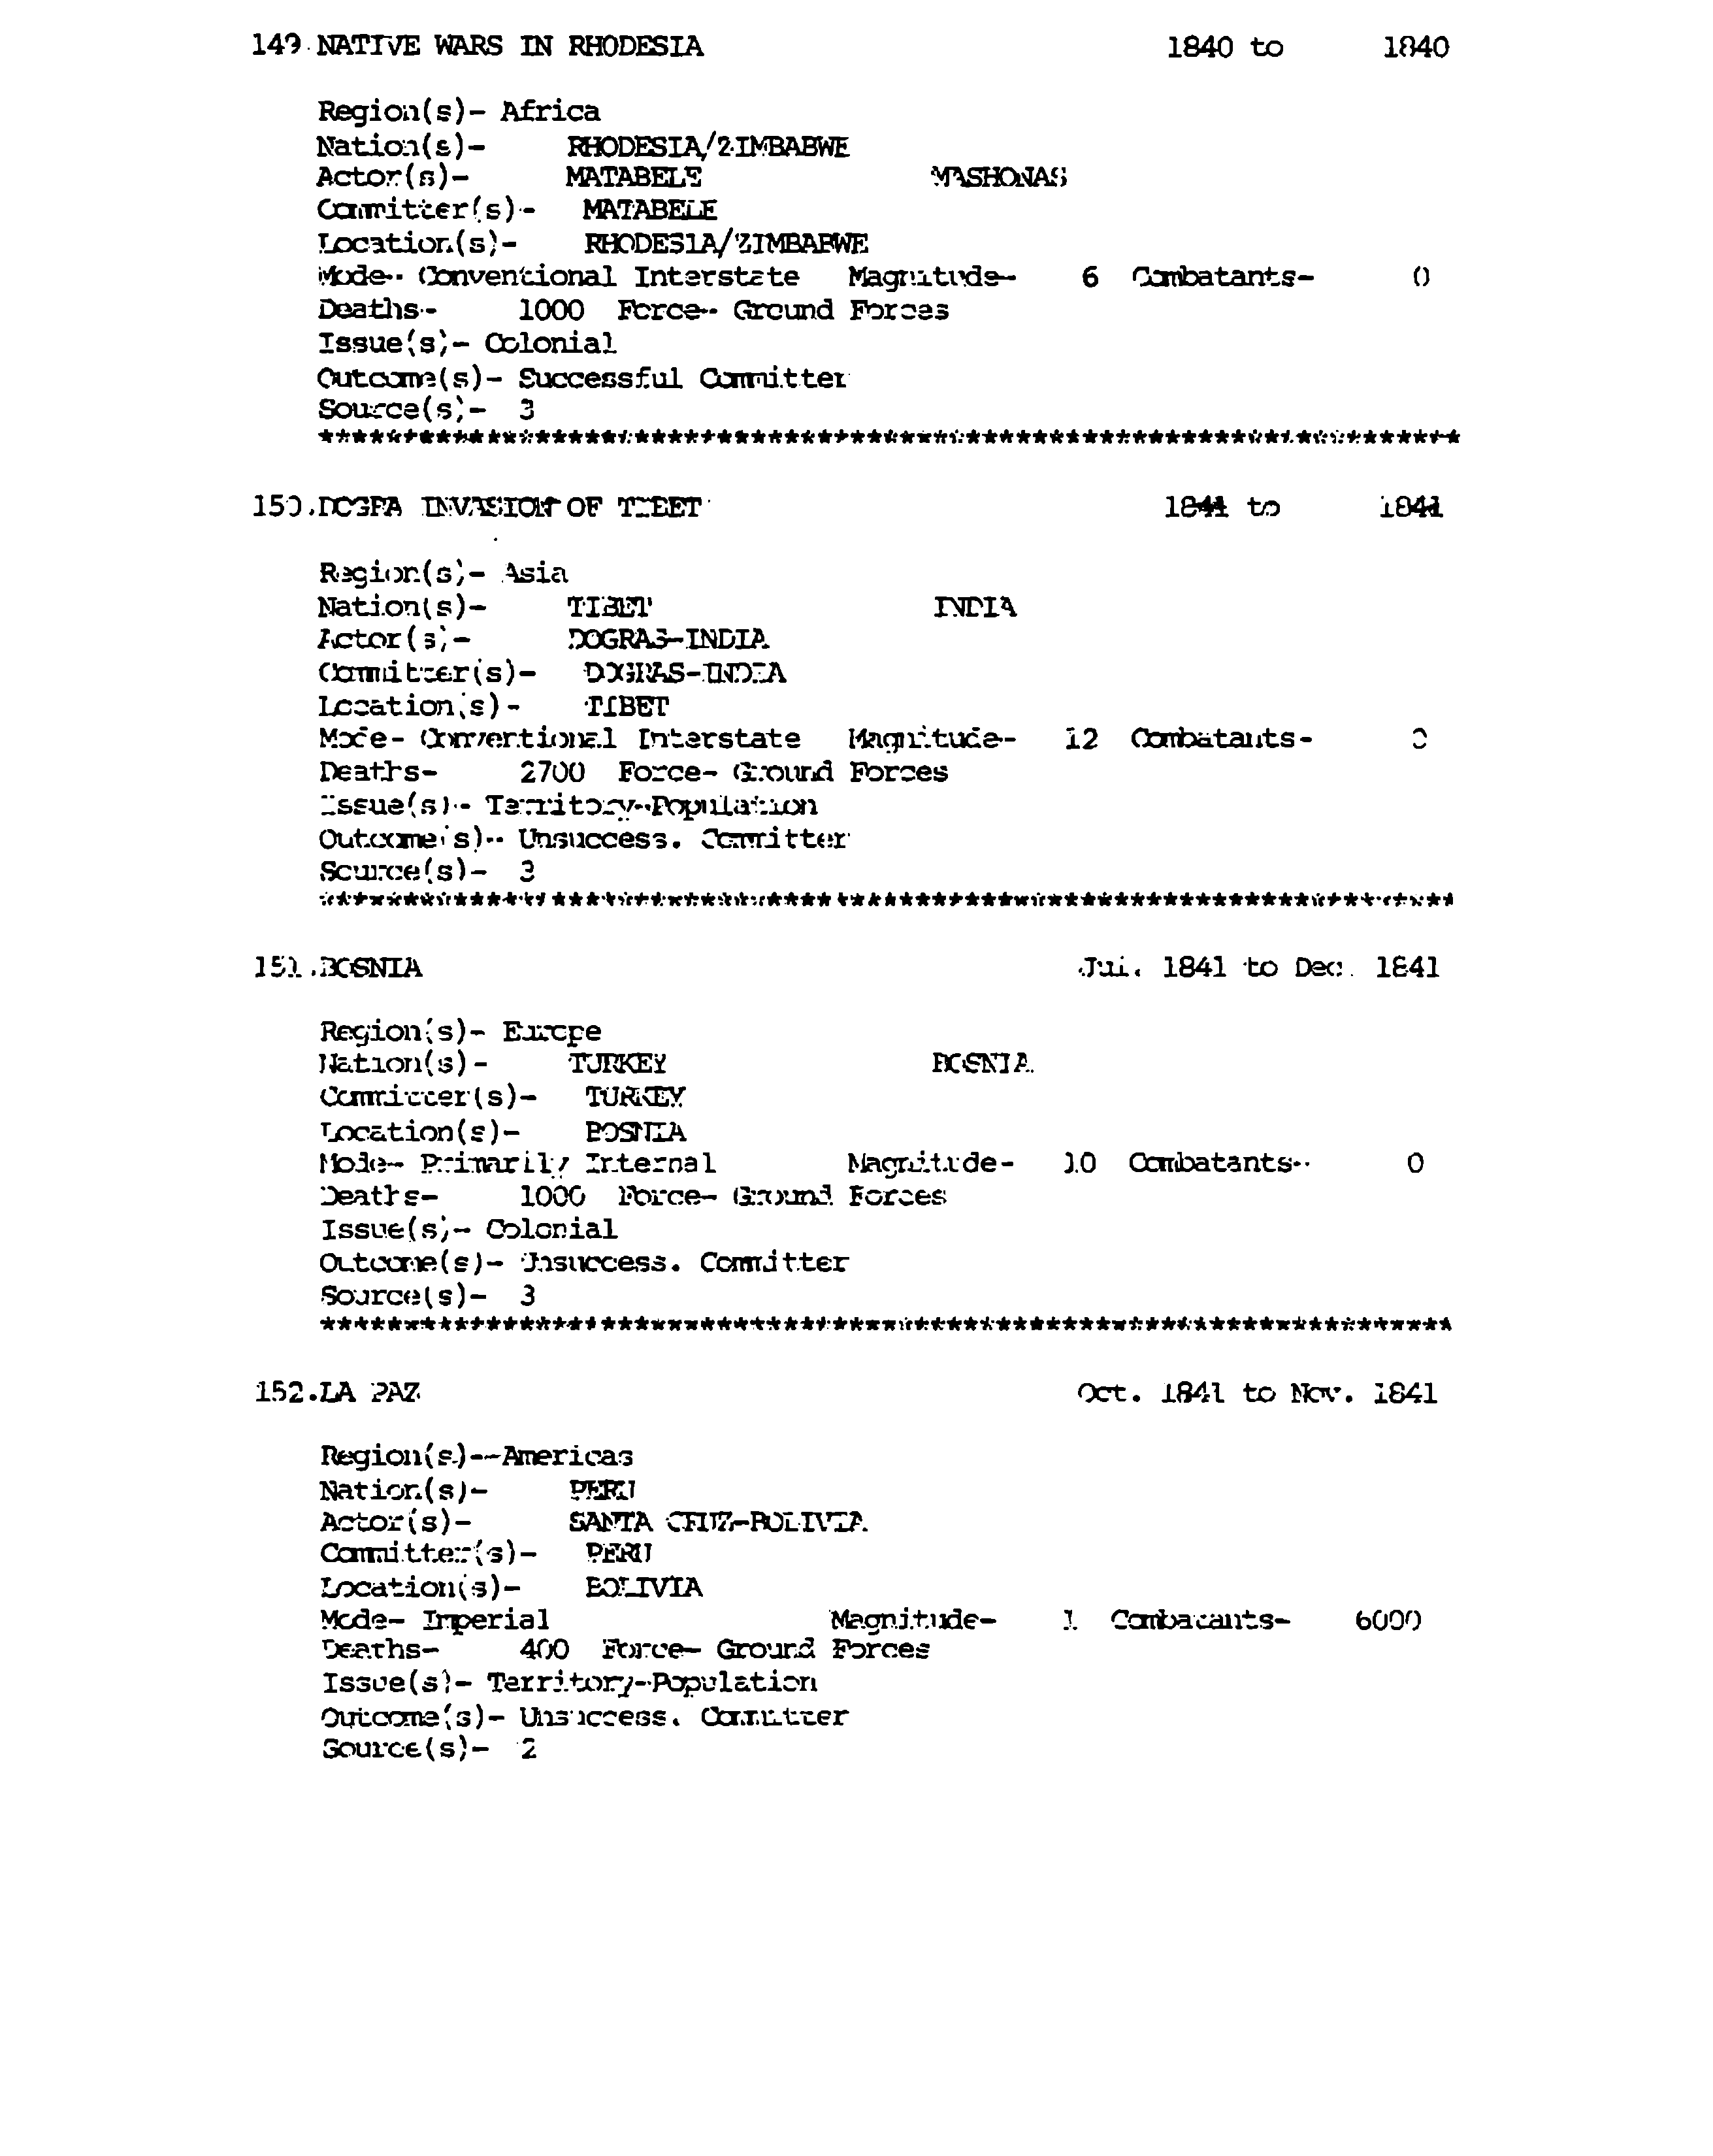 149.NATIVE WARS IN RHODESIA 1840 to 1840
Region(s)- Africa
Nation(s)- RHODESIA/ZIMBABWE
Actor(s)- MATABELE MASHONAS
Committer(s)- MATABELE
Location(s)- RHODESIA/ZIMBABWE
Mode- Conventional Interstate Magnitude- 6 Combatants- 0
Deaths- 1000 Force- Ground Forces
Issue(s)- Colonial
Outcome(s)- Successful Committer
Source(s)- 3
*********************************************************************
150.DOGRA INVASION OF TIBET 1841 to 1841
Region(s)- Asia
Nation(s)- TIBET INDIA
Actor(s)- DOGRAS-INDIA
Committer(s)- DOGRAS-INDIA
Location(s)- TIBET
Mode- Conventional Interstate Magnitude- 12 Combatants- 0
Deaths- 2700 Force- Ground Forces
Issue(s)- Territory-Population
Outcome(s)- Unsuccess. Committer
Source(s)- 3
*********************************************************************
151.BOSNIA Jul. 1841 to Dec. 1841
Region(s)- Europe
Nation(s)- TURKEY BOSNIA
Committer(s)- TURKEY
Location(s)- BOSNIA
Mode- Primarily Internal Magnitude- 10 Combatants- 0
Deaths- 1000 Force- Ground Forces
Issue(s)- Colonial
Outcome(s)- Unsuccess. Committer
Source(s)- 3
*********************************************************************
152.LA PAZ Oct. 1841 to Nov. 1841
Region(s)--Americas
Nation(s)- PERU
Actor(s)- SANTA CRUZ-BOLIVIA
Committer(s)- PERU
Location(s)- BOLIVIA
Mode- Imperial Magnitude- 1 Combatants- 6000
Deaths- 400 Force- Ground Forces
Issue(s)- Territory-Population
Outcome(s)- Unsuccess. Committer
Source(s)- 2